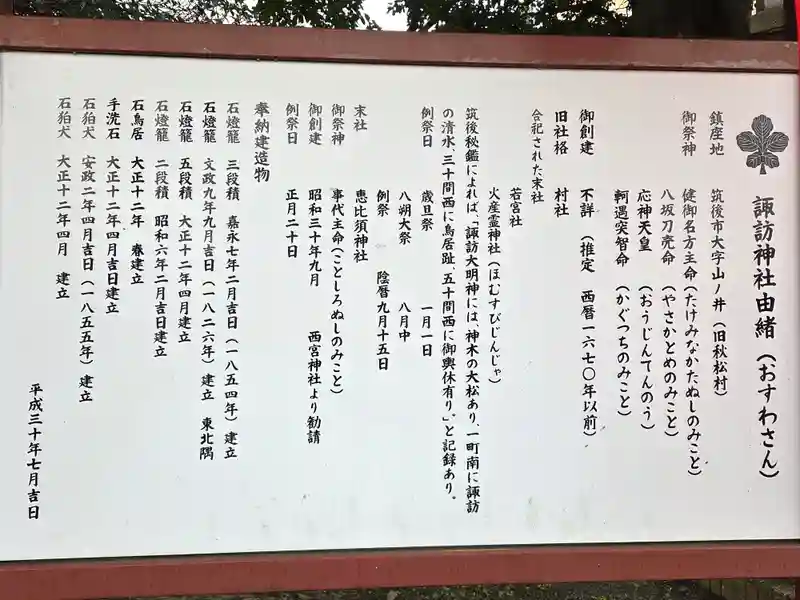 諏訪神社由緒(おすわさん)
鎮座地 筑後市大字山ノ井(旧秋松村)
御祭神 健御名方主命(たけみなかたぬしのみこと)
八坂刀売命(やさかとめのみこと)
応神天皇(おうじんてんのう)
軻遇突智命(かぐつちのみこと)
御創建 不詳(推定 西暦一六七〇年以前)
旧社格 村社
合祀された末社
若宮社
火産霊神社(ほむすびじんじゃ)
筑後秘鑑によれば、「諏訪大明神には、神木の大松あり、一町南に諏訪
の清水、三十間西に鳥居趾、五十間西に御輿休有り、」と記録あり。
例祭日 歳旦祭 一月一日
八朔大祭 八月中
例祭 陰暦九月十五日
末社 恵比須神社
御祭神 事代主命(ことしろぬしのみこと)
御創建 昭和三十年九月 西宮神社より勧請
例祭日 正月二十日
奉納建造物
石燈籠 三段積 嘉永七年二月吉日(一八五四年)建立
石燈籠 文政九年九月吉日(一八二六年)建立 東北隅
石燈籠 五段積 大正十二年四月建立
石燈籠 二段積 昭和六年二月吉日建立
石鳥居 大正十二年 春建立
手洗石 大正十二年四月吉日建立
石狛犬 安政二年四月吉日(一八五五年)建立
石狛犬 大正十二年四月 建立
平成三十年七月吉日